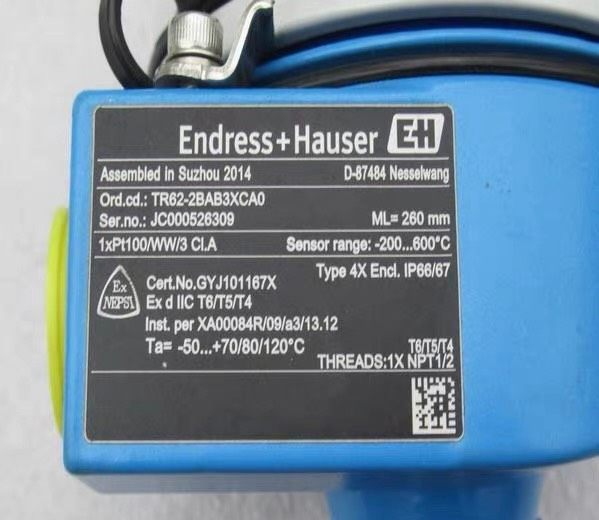 Endress+Hauser EH
Assembled in Suzhou 2014 D-87484 Nesselwang
Ord.cd.: TR62-2BAB3XCA0
Ser.no.: JC000526309 ML= 260 mm
1xPt100/WW/3 Cl.A Sensor range: -200...600°C
Type 4X Encl. IP66/67
Ex
NEPSI
Cert.No.GYJ101167X
Ex d IIC T6/T5/T4
Inst. per XA00084R/09/a3/13.12
Ta= -50...+70/80/120°C T6/T5/T4
THREADS:1X NPT1/2